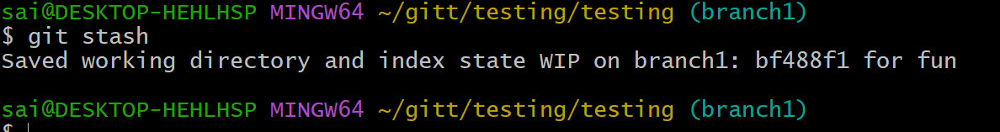 sai@DESKTOP-HEHLHSP MINGW64 ~/gitt/testing/testing (branch1)
$ git stash
Saved working directory and index state WIP on branch1: bf488f1 for fun
sai@DESKTOP-HEHLHSP MINGW64 ~/gitt/testing/testing (branch1)
$